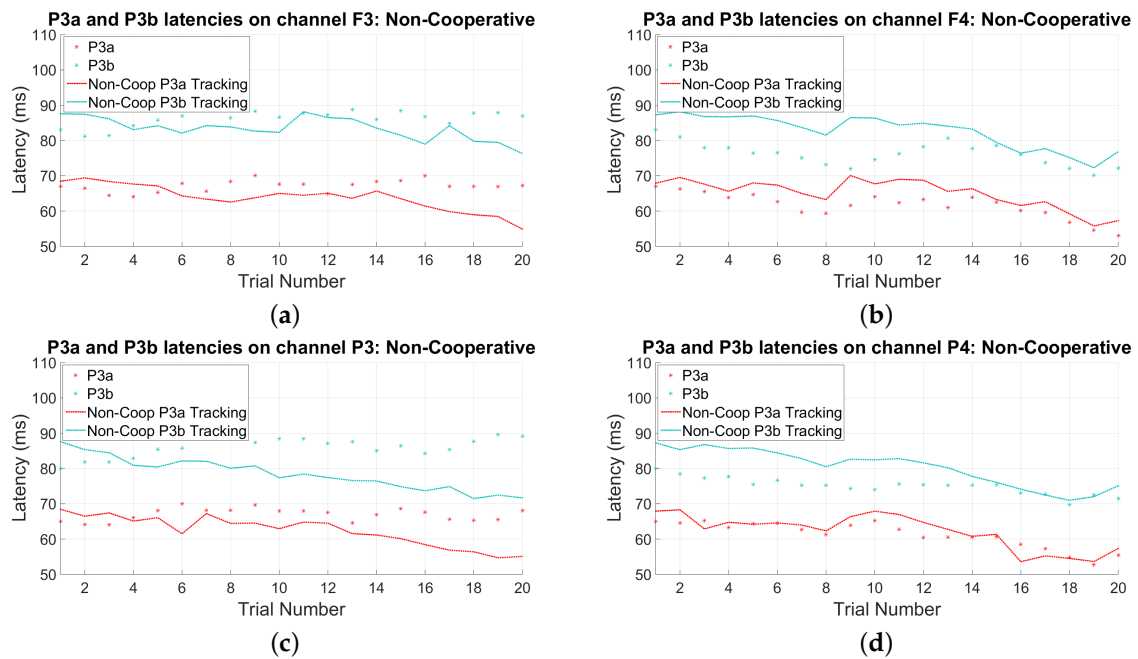 P3a and P3b latencies on channel F3: Non-Cooperative
110
100
90
80
70
60
50
Latency (ms)
P3a
P3b
Non-Coop P3a Tracking
Non-Coop P3b Tracking
2 4 6 8 10 12 14 16 18 20
Trial Number
(a)
P3a and P3b latencies on channel F4: Non-Cooperative
110
100
90
80
70
60
50
Latency (ms)
P3a
P3b
Non-Coop P3a Tracking
Non-Coop P3b Tracking
2 4 6 8 10 12 14 16 18 20
Trial Number
(b)
P3a and P3b latencies on channel P3: Non-Cooperative
110
100
90
80
70
60
50
Latency (ms)
P3a
P3b
Non-Coop P3a Tracking
Non-Coop P3b Tracking
2 4 6 8 10 12 14 16 18 20
Trial Number
(c)
P3a and P3b latencies on channel P4: Non-Cooperative
110
100
90
80
70
60
50
Latency (ms)
P3a
P3b
Non-Coop P3a Tracking
Non-Coop P3b Tracking
2 4 6 8 10 12 14 16 18 20
Trial Number
(d)